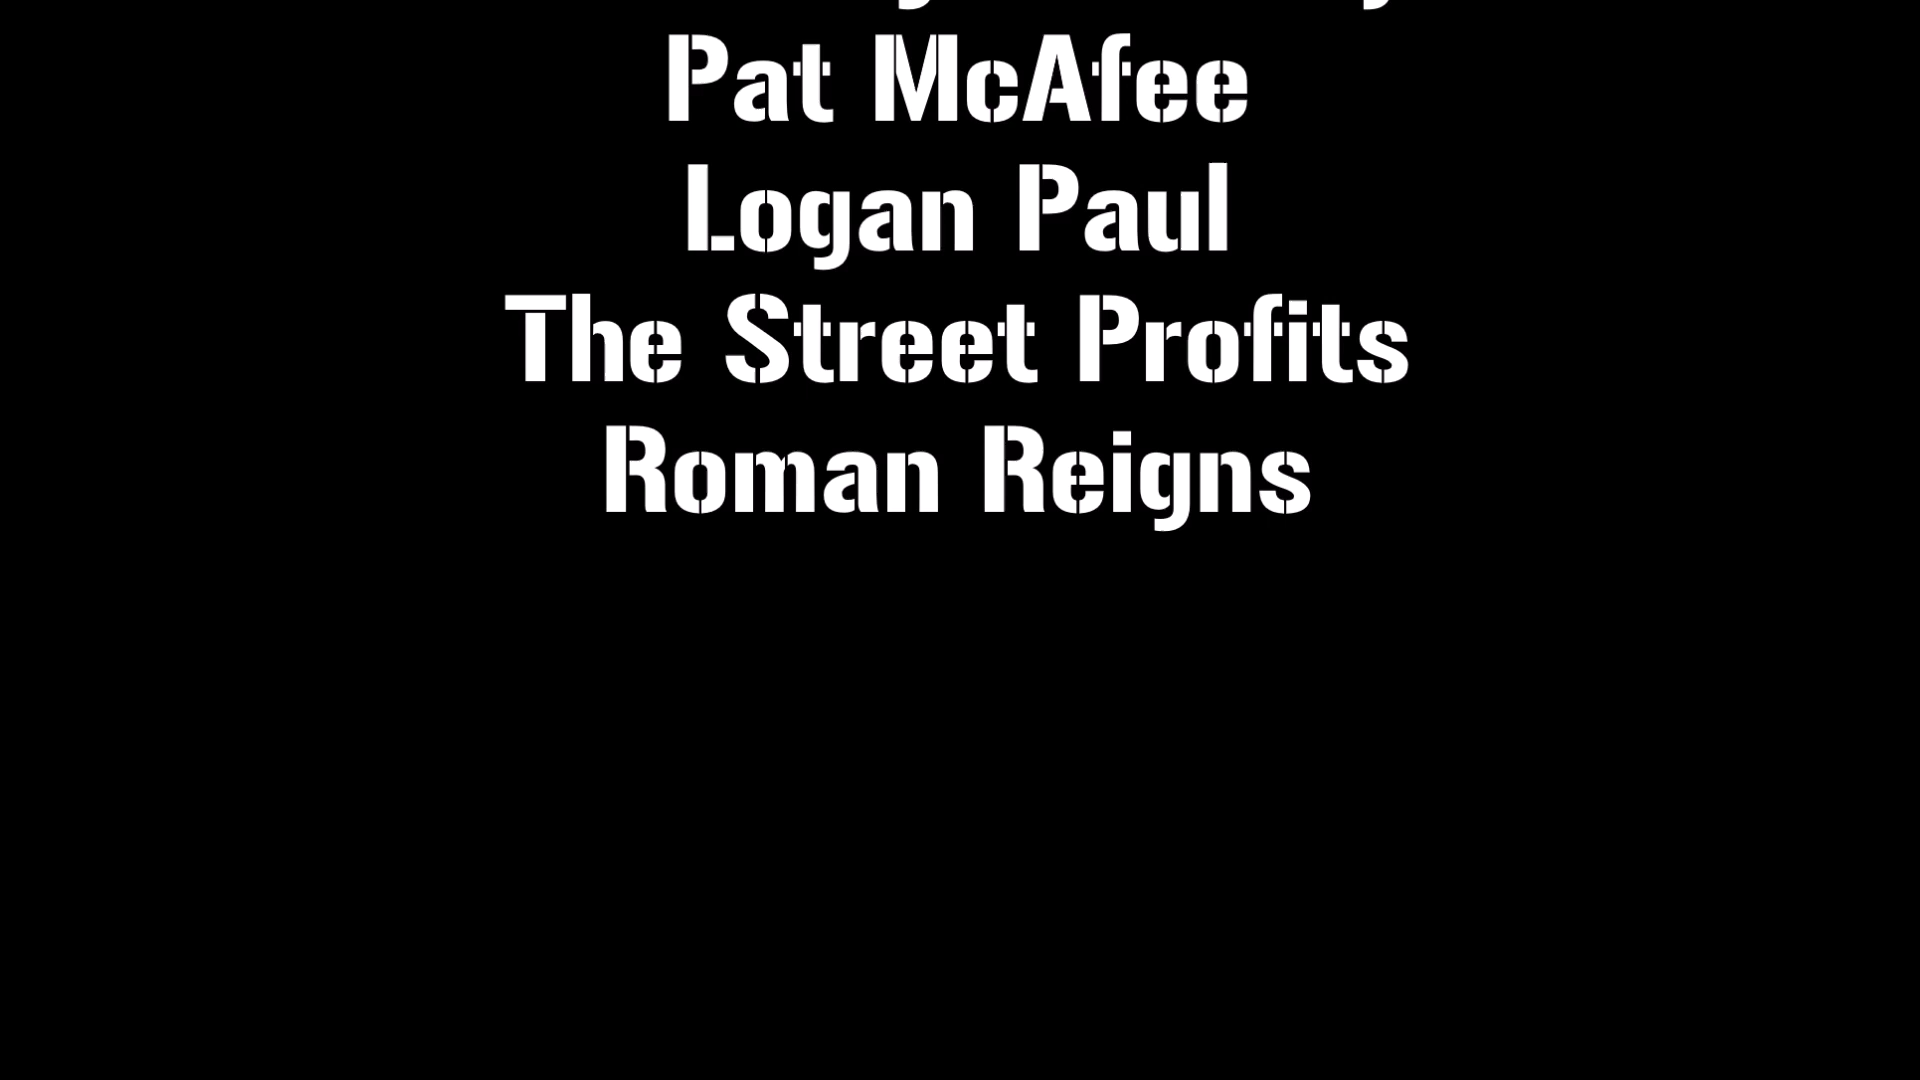 Pat McAfee
Logan Paul
The Street Profits
Roman Reigns